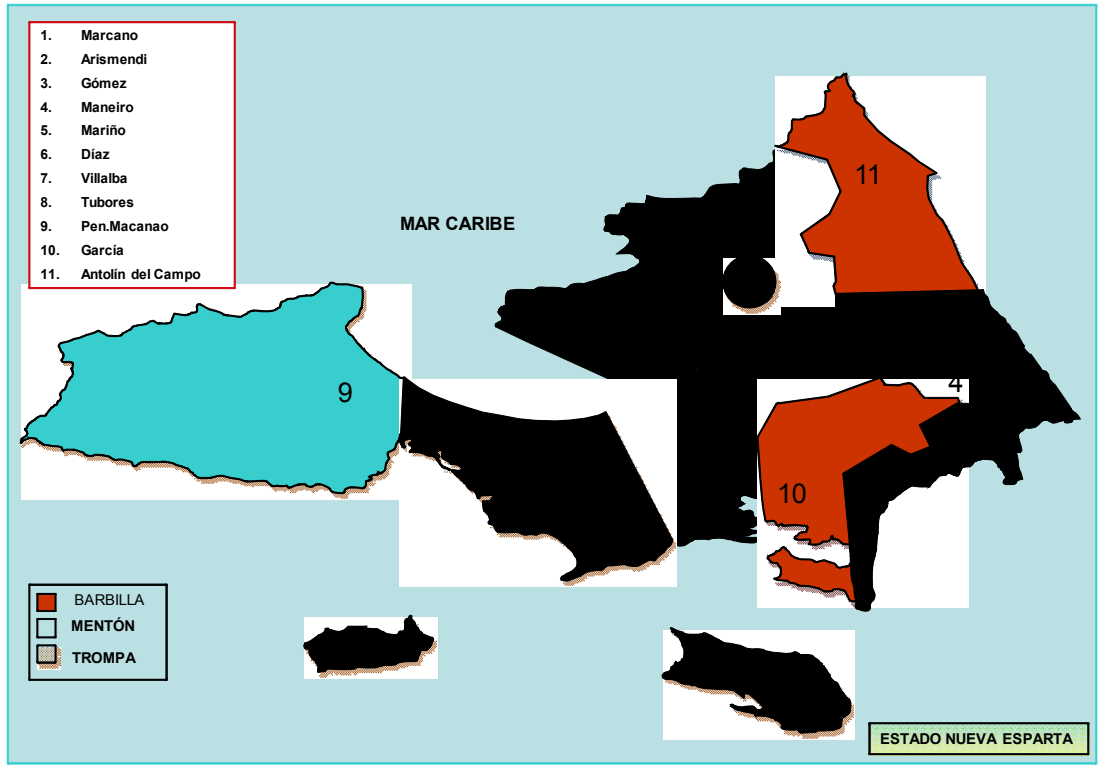 1. Marcano
2. Arismendi
3. Gómez
4. Maneiro
5. Mariño
6. Díaz
7. Villalba
8. Tubores
9. Pen.Macanao
10. García
11. Antolín del Campo
MAR CARIBE
11
9
4
10
BARBILLA
MENTÓN
TROMPA
ESTADO NUEVA ESPARTA